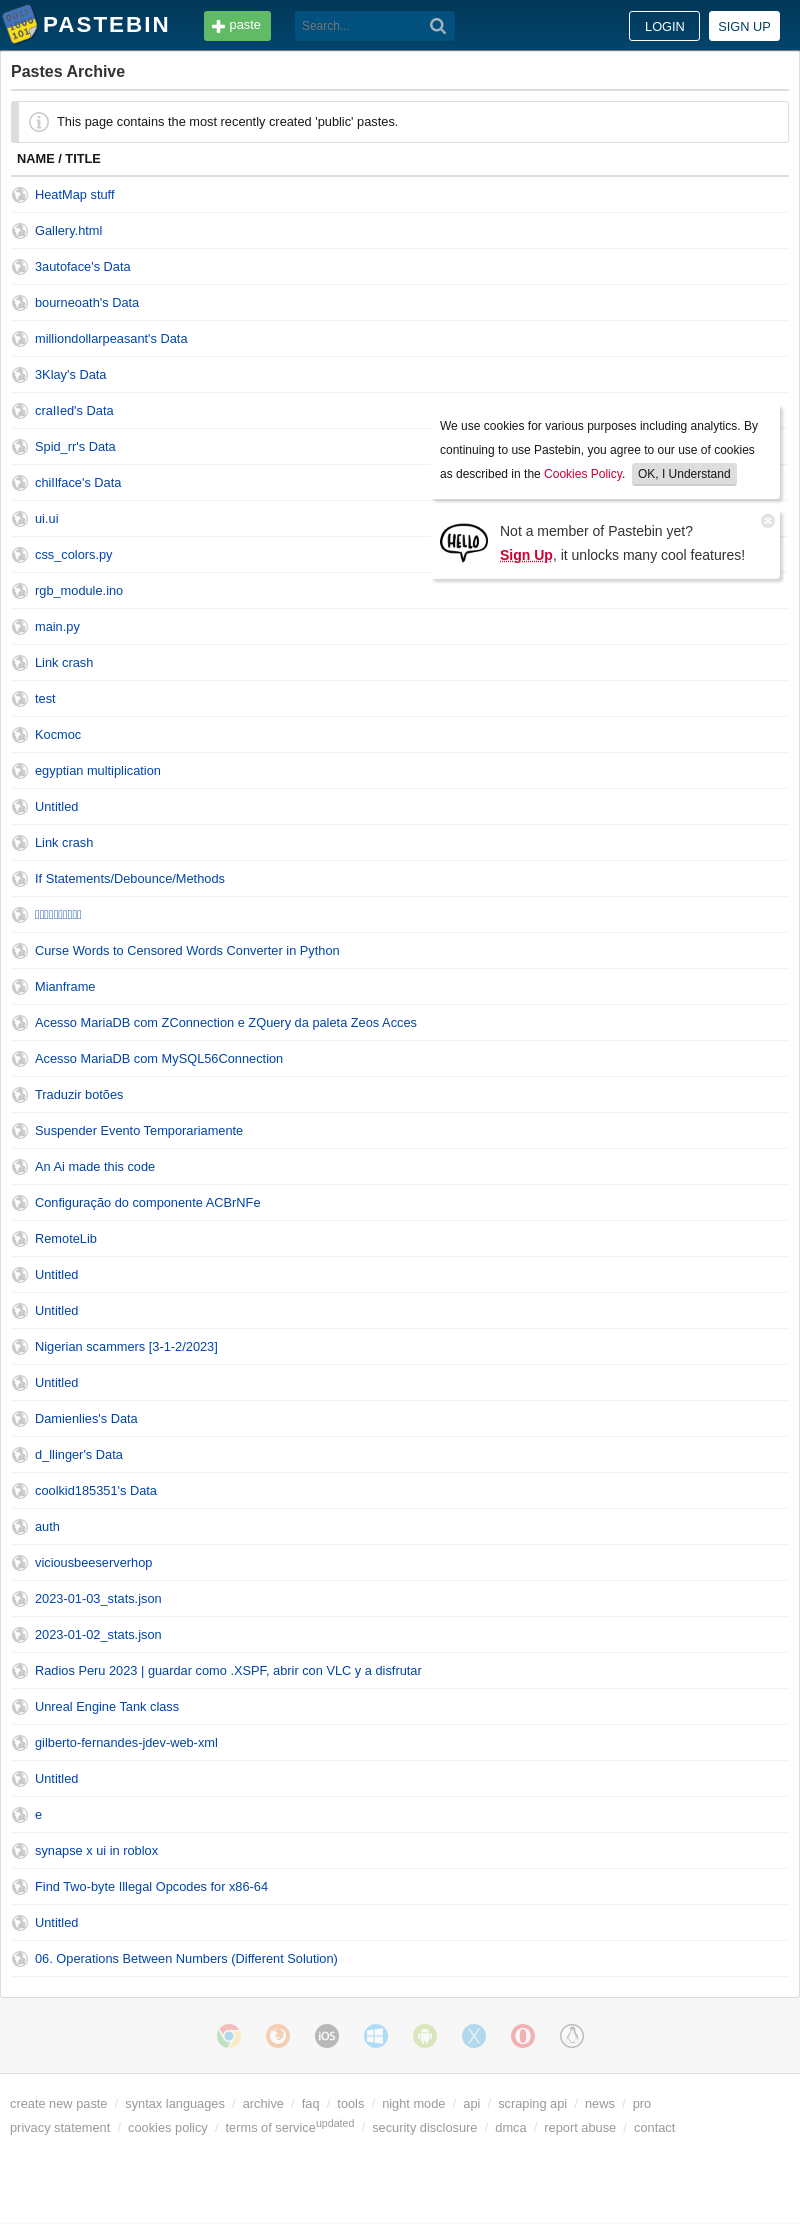 PASTEBIN
paste
Search...
LOGIN
SIGN UP
Pastes Archive
This page contains the most recently created 'public' pastes.
NAME / TITLE
HeatMap stuff
Gallery.html
3autoface's Data
bourneoath's Data
milliondollarpeasant's Data
3Klay's Data
cralIed's Data
Spid_rr's Data
chillface's Data
ui.ui
css_colors.py
rgb_module.ino
main.py
Link crash
test
Kocmoc
egyptian multiplication
Untitled
Link crash
If Statements/Debounce/Methods
Curse Words to Censored Words Converter in Python
Mianframe
Acesso MariaDB com ZConnection e ZQuery da paleta Zeos Acces
Acesso MariaDB com MySQL56Connection
Traduzir botões
Suspender Evento Temporariamente
An Ai made this code
Configuração do componente ACBrNFe
RemoteLib
Untitled
Untitled
Nigerian scammers [3-1-2/2023]
Untitled
Damienlies's Data
d_llinger's Data
coolkid185351's Data
auth
viciousbeeserverhop
2023-01-03_stats.json
2023-01-02_stats.json
Radios Peru 2023 | guardar como .XSPF, abrir con VLC y a disfrutar
Unreal Engine Tank class
gilberto-fernandes-jdev-web-xml
Untitled
e
synapse x ui in roblox
Find Two-byte Illegal Opcodes for x86-64
Untitled
06. Operations Between Numbers (Different Solution)
We use cookies for various purposes including analytics. By
continuing to use Pastebin, you agree to our use of cookies
as described in the Cookies Policy. OK, I Understand
HELLO
Not a member of Pastebin yet?
Sign Up, it unlocks many cool features!
iOS
create new paste / syntax languages / archive / faq / tools / night mode / api / scraping api / news / pro
privacy statement / cookies policy / terms of service updated / security disclosure / dmca / report abuse / contact